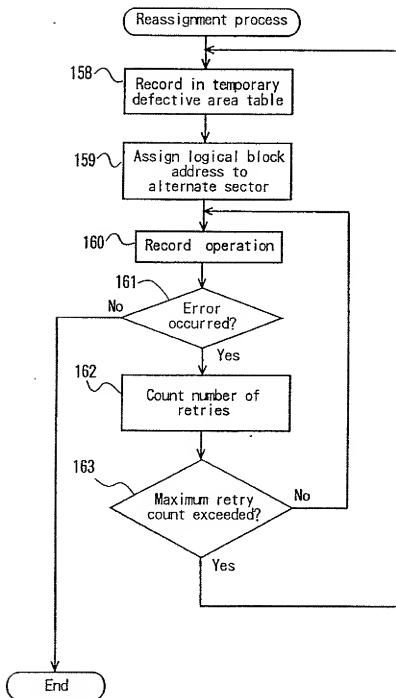 Reassignment process
158
Record in temporary
defective area table
159
Assign logical block
address to
alternate sector
160
Record operation
161
No
Error
occurred?
Yes
162
Count number of
retries
163
Maximum retry
count exceeded?
No
Yes
End